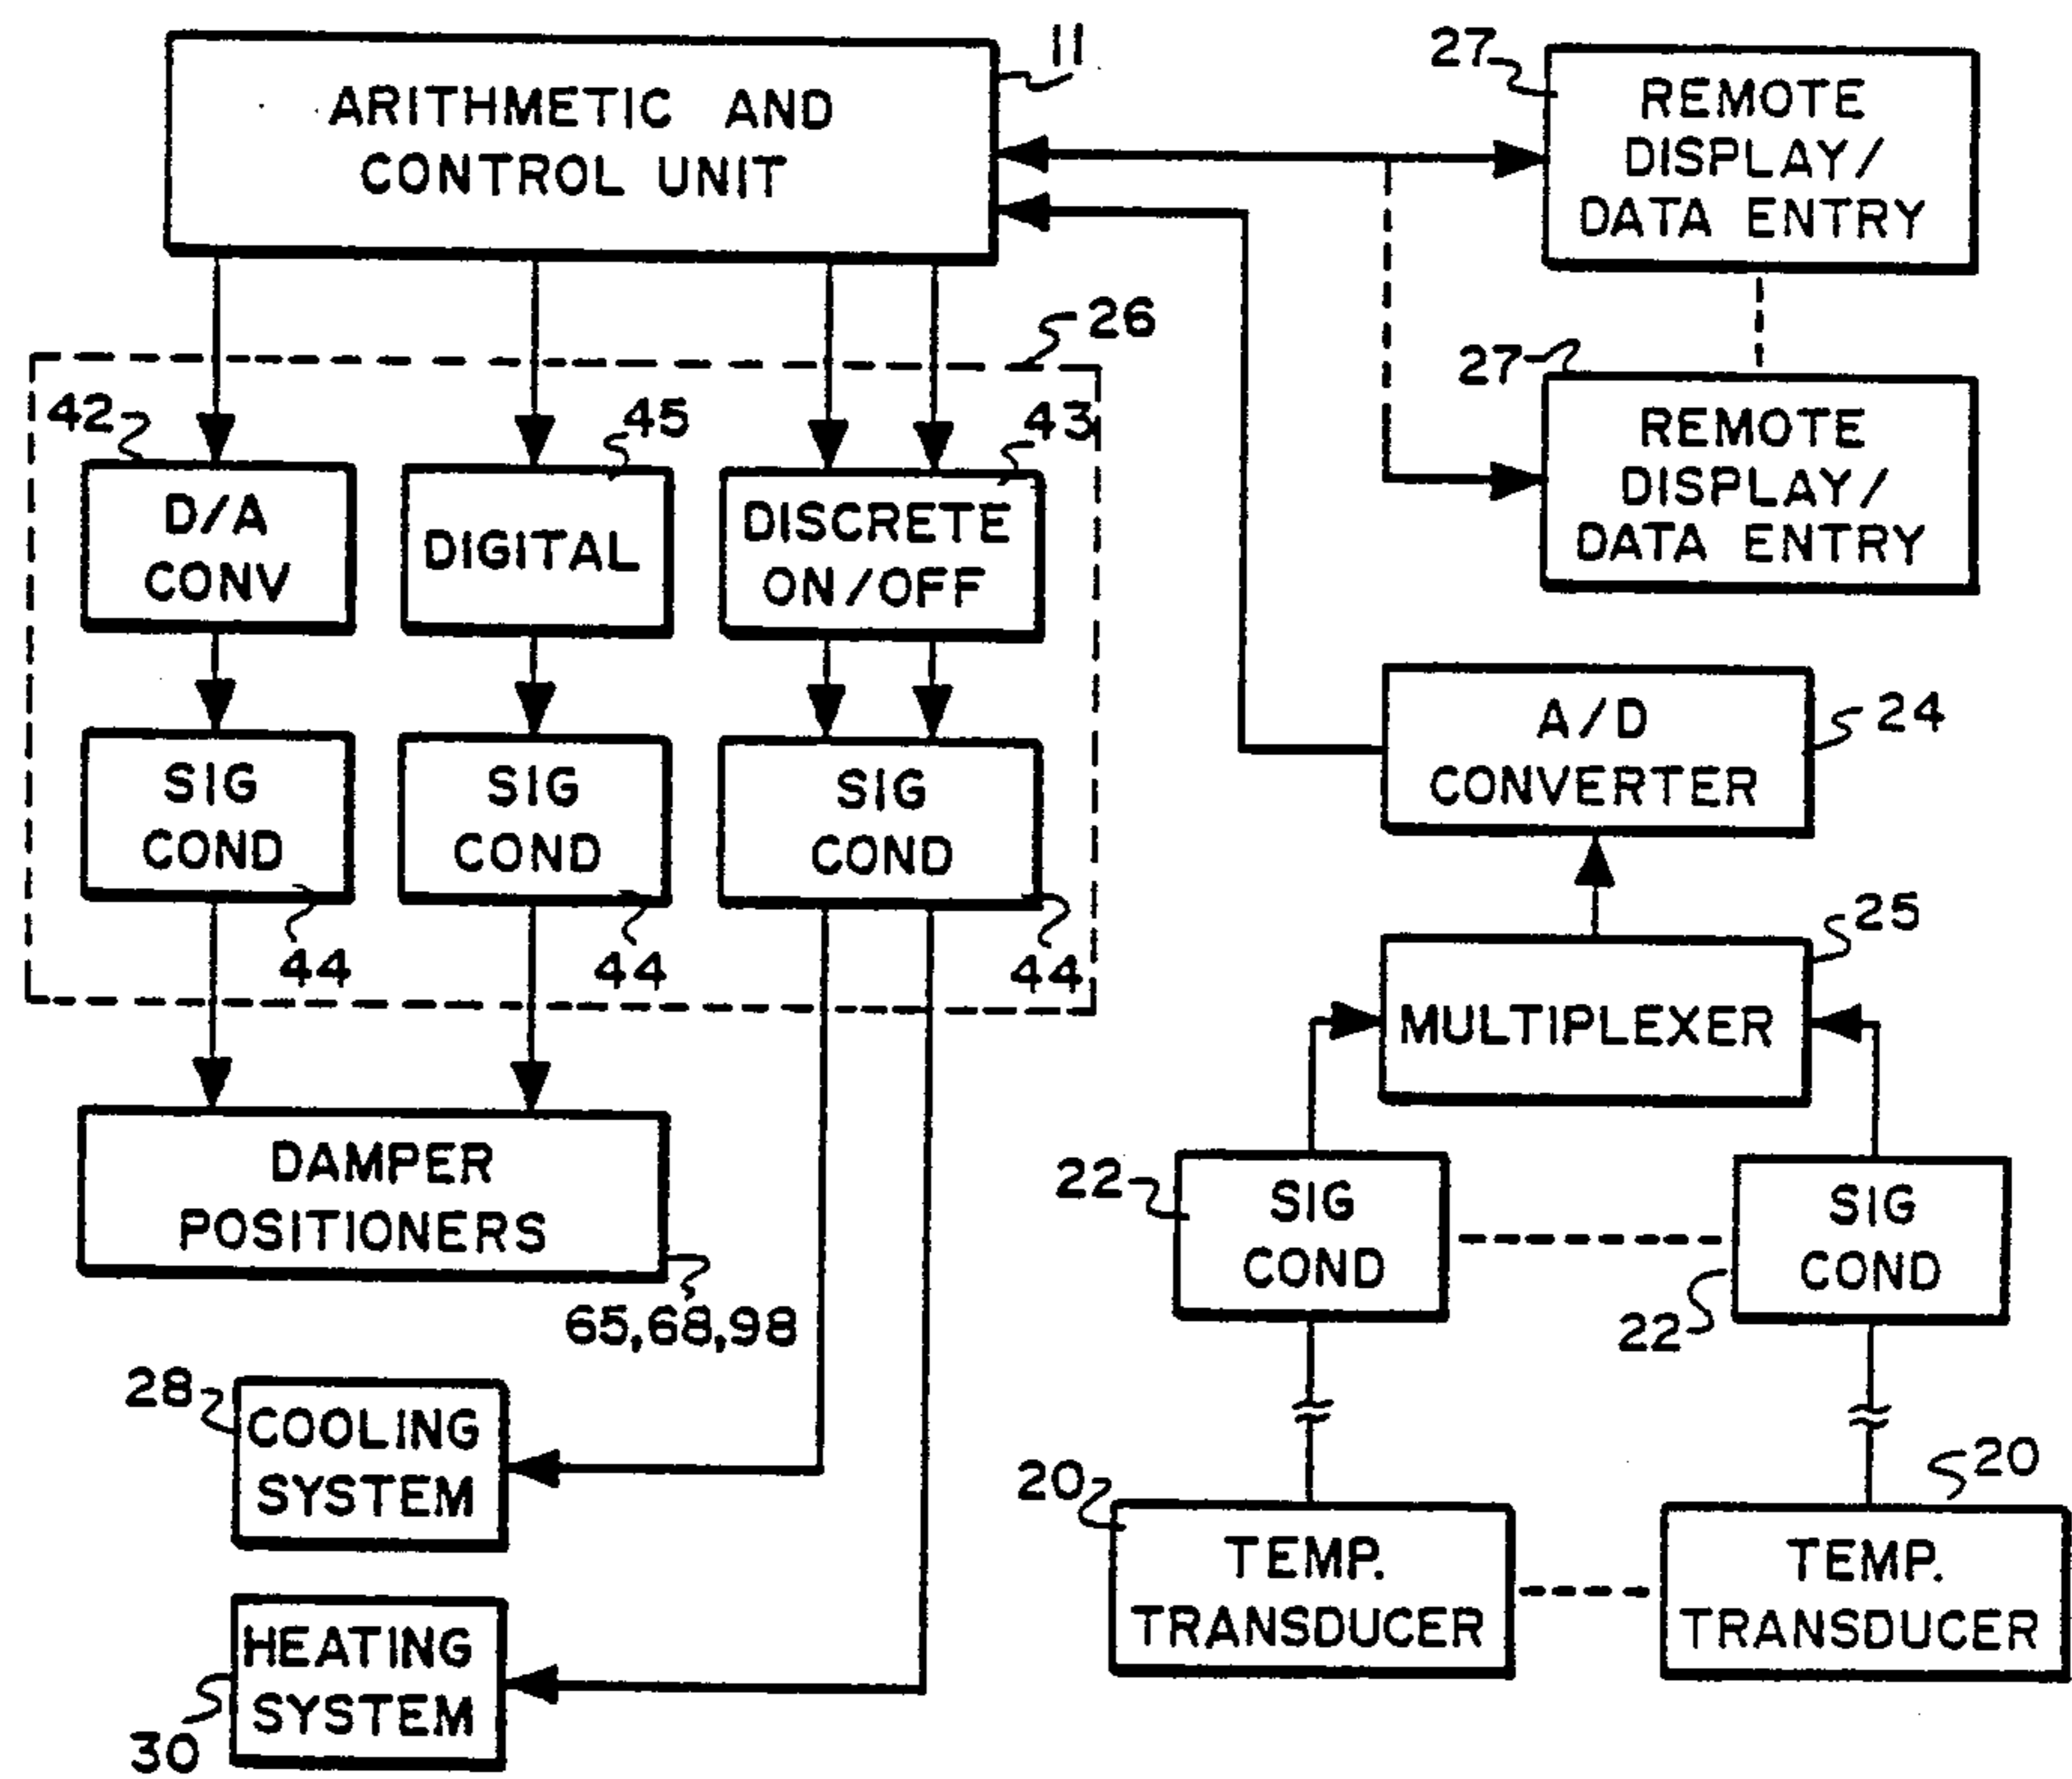 11
ARITHMETIC AND
CONTROL UNIT
27
REMOTE
DISPLAY/
DATA ENTRY
26
27
REMOTE
DISPLAY/
DATA ENTRY
42
D/A
CONV
45
DIGITAL
43
DISCRETE
ON/OFF
A/D
CONVERTER
24
SIG
COND
44
SIG
COND
44
SIG
COND
44
25
MULTIPLEXER
DAMPER
POSITIONERS
65,68,98
22
SIG
COND
SIG
COND
22
28
COOLING
SYSTEM
20
TEMP.
TRANSDUCER
20
TEMP.
TRANSDUCER
HEATING
SYSTEM
30